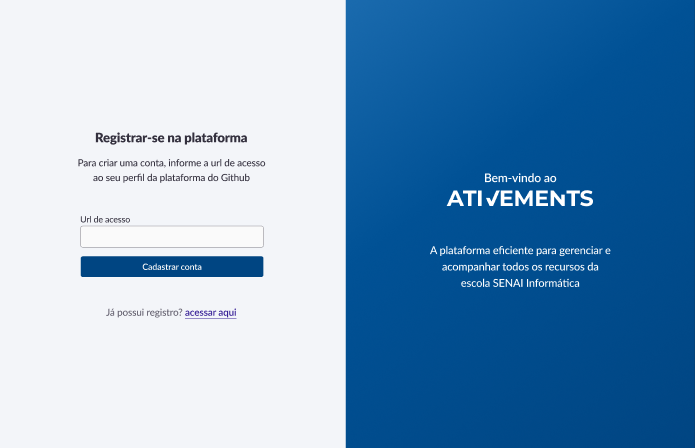 Registrar-se na plataforma
Para criar uma conta, informe a url de acesso
ao seu perfil da plataforma do Github
Url de acesso
Cadastrar conta
Já possui registro? acessar aqui
Bem-vindo ao
ATIVEMENTS
A plataforma eficiente para gerenciar e
acompanhar todos os recursos da
escola SENAI Informática